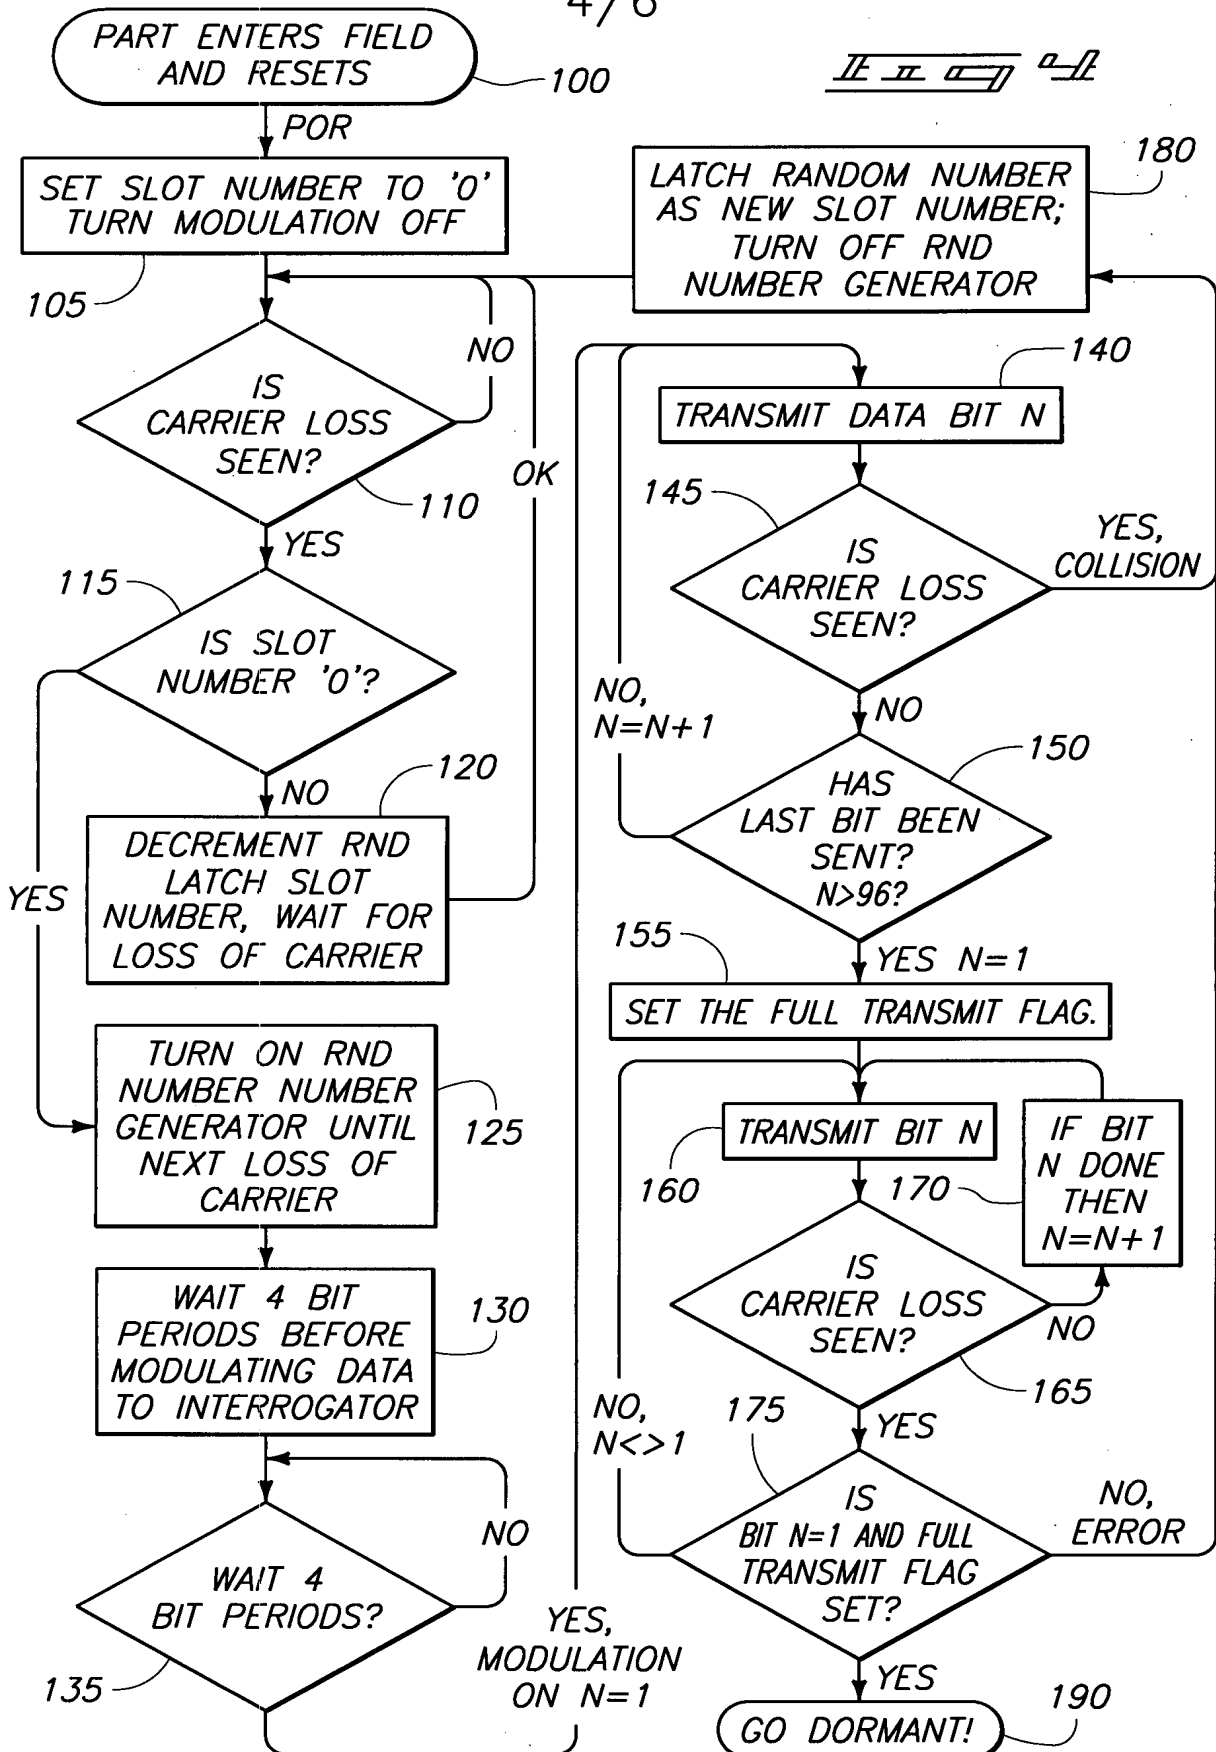 4/6
Fig 4
PART ENTERS FIELD
AND RESETS
100
POR
SET SLOT NUMBER TO '0'
TURN MODULATION OFF
105
IS
CARRIER LOSS
SEEN?
110
NO
OK
YES
115
IS SLOT
NUMBER '0'?
NO
120
YES
DECREMENT RND
LATCH SLOT
NUMBER, WAIT FOR
LOSS OF CARRIER
TURN ON RND
NUMBER NUMBER
GENERATOR UNTIL
NEXT LOSS OF
CARRIER
125
WAIT 4 BIT
PERIODS BEFORE
MODULATING DATA
TO INTERROGATOR
130
WAIT 4
BIT PERIODS?
NO
135
YES,
MODULATION
ON N=1
LATCH RANDOM NUMBER
AS NEW SLOT NUMBER;
TURN OFF RND
NUMBER GENERATOR
180
TRANSMIT DATA BIT N
140
145
IS
CARRIER LOSS
SEEN?
YES,
COLLISION
NO
NO,
N=N+1
HAS
LAST BIT BEEN
SENT?
N>96?
150
155
YES N=1
SET THE FULL TRANSMIT FLAG.
TRANSMIT BIT N
160
170
IF BIT
N DONE
THEN
N=N+1
IS
CARRIER LOSS
SEEN?
NO
165
YES
NO,
N<>1
175
IS
BIT N=1 AND FULL
TRANSMIT FLAG
SET?
NO,
ERROR
YES
GO DORMANT!
190